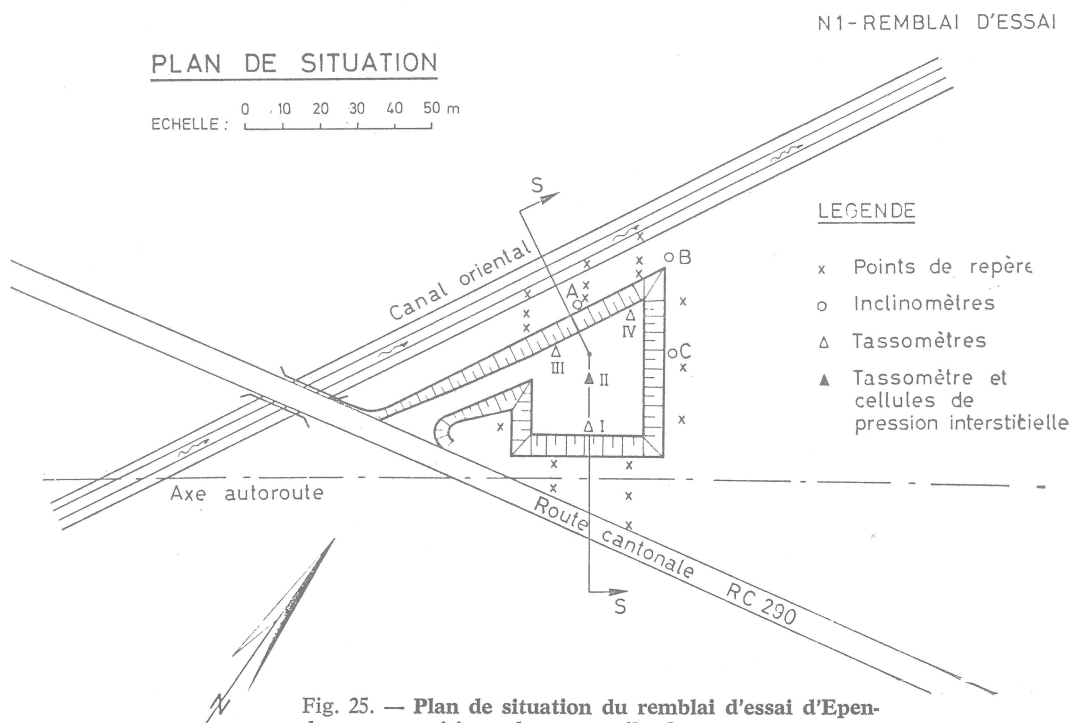 N1-REMBLAI D'ESSAI
PLAN DE SITUATION
0 10 20 30 40 50 m
ECHELLE:
S
LEGENDE
x Points de repère
o Inclinomètres
△ Tassomètres
▲ Tassomètre et
cellules de
pression interstitielle
Canal oriental
B
A
IV
III
C
II
I
Axe autoroute
Route cantonale RC 290
S
N
Fig. 25. — Plan de situation du remblai d'essai d'Epen-